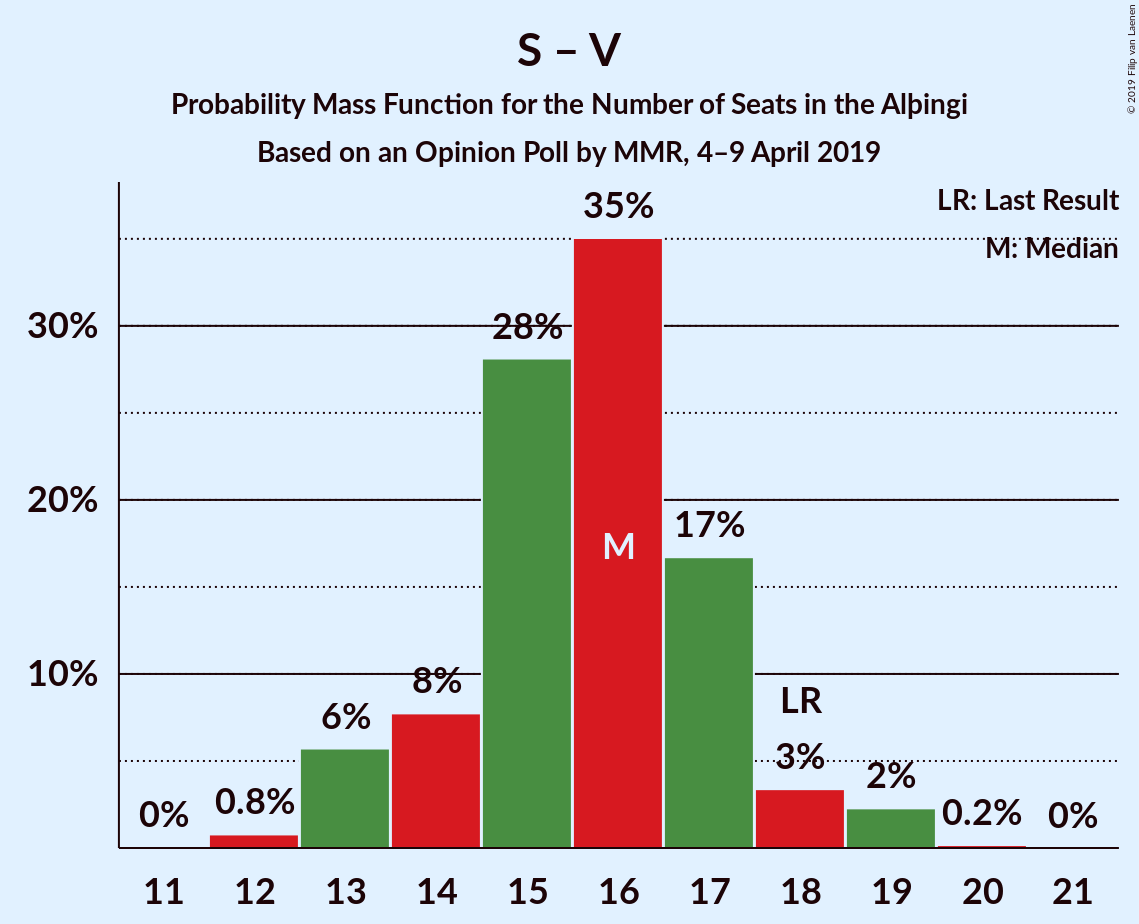 S – V
Probability Mass Function for the Number of Seats in the Alþingi
Based on an Opinion Poll by MMR, 4–9 April 2019
© 2019 Filip van Laenen
LR: Last Result
M: Median
35%
30%
28%
20%
17%
M
10%
8%
LR
6%
3%
2%
0%
0.8%
0.2%
0%
11 12 13 14 15 16 17 18 19 20 21